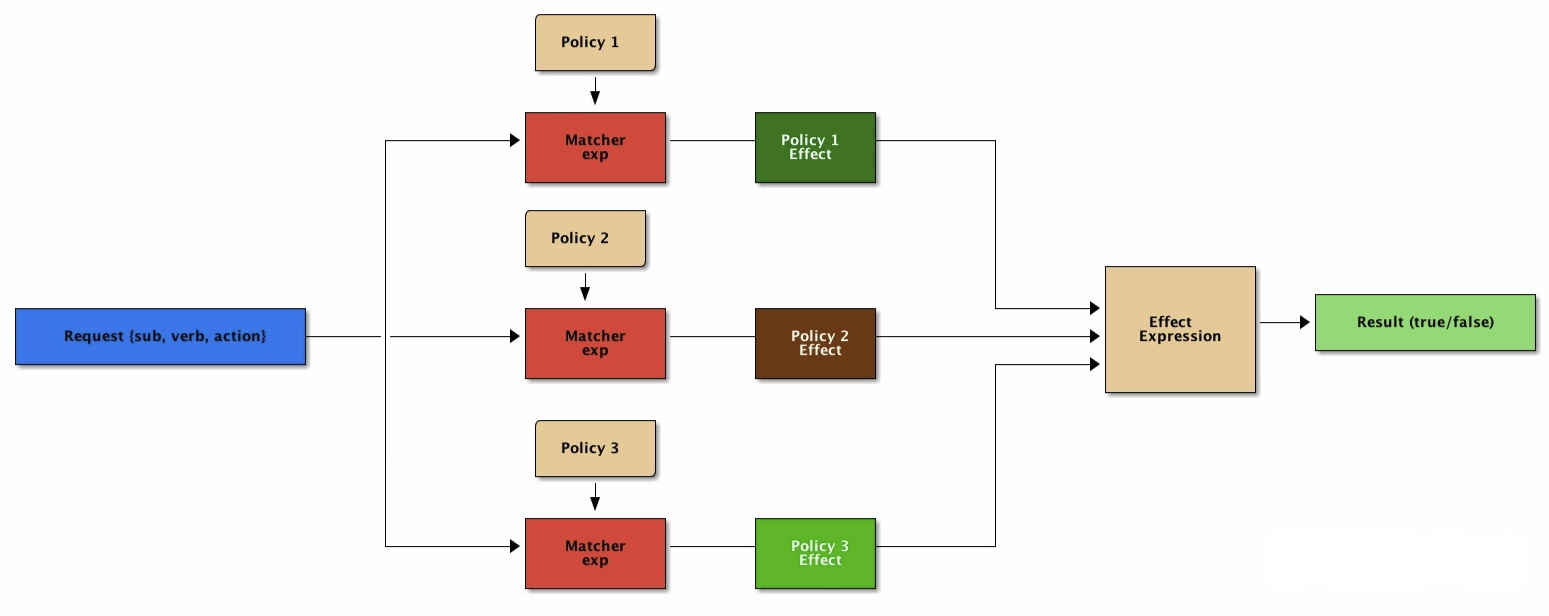 Policy 1
Matcher
exp
Policy 1
Effect
Policy 2
Request {sub, verb, action}
Matcher
exp
Policy 2
Effect
Effect
Expression
Result (true/false)
Policy 3
Matcher
exp
Policy 3
Effect